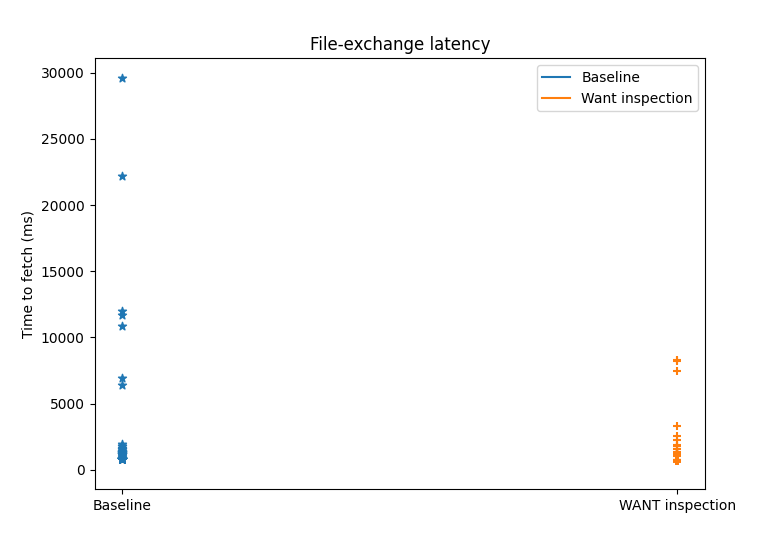 File-exchange latency
30000
25000
20000
15000
10000
5000
0
Time to fetch (ms)
Baseline
Want inspection
Baseline
WANT inspection